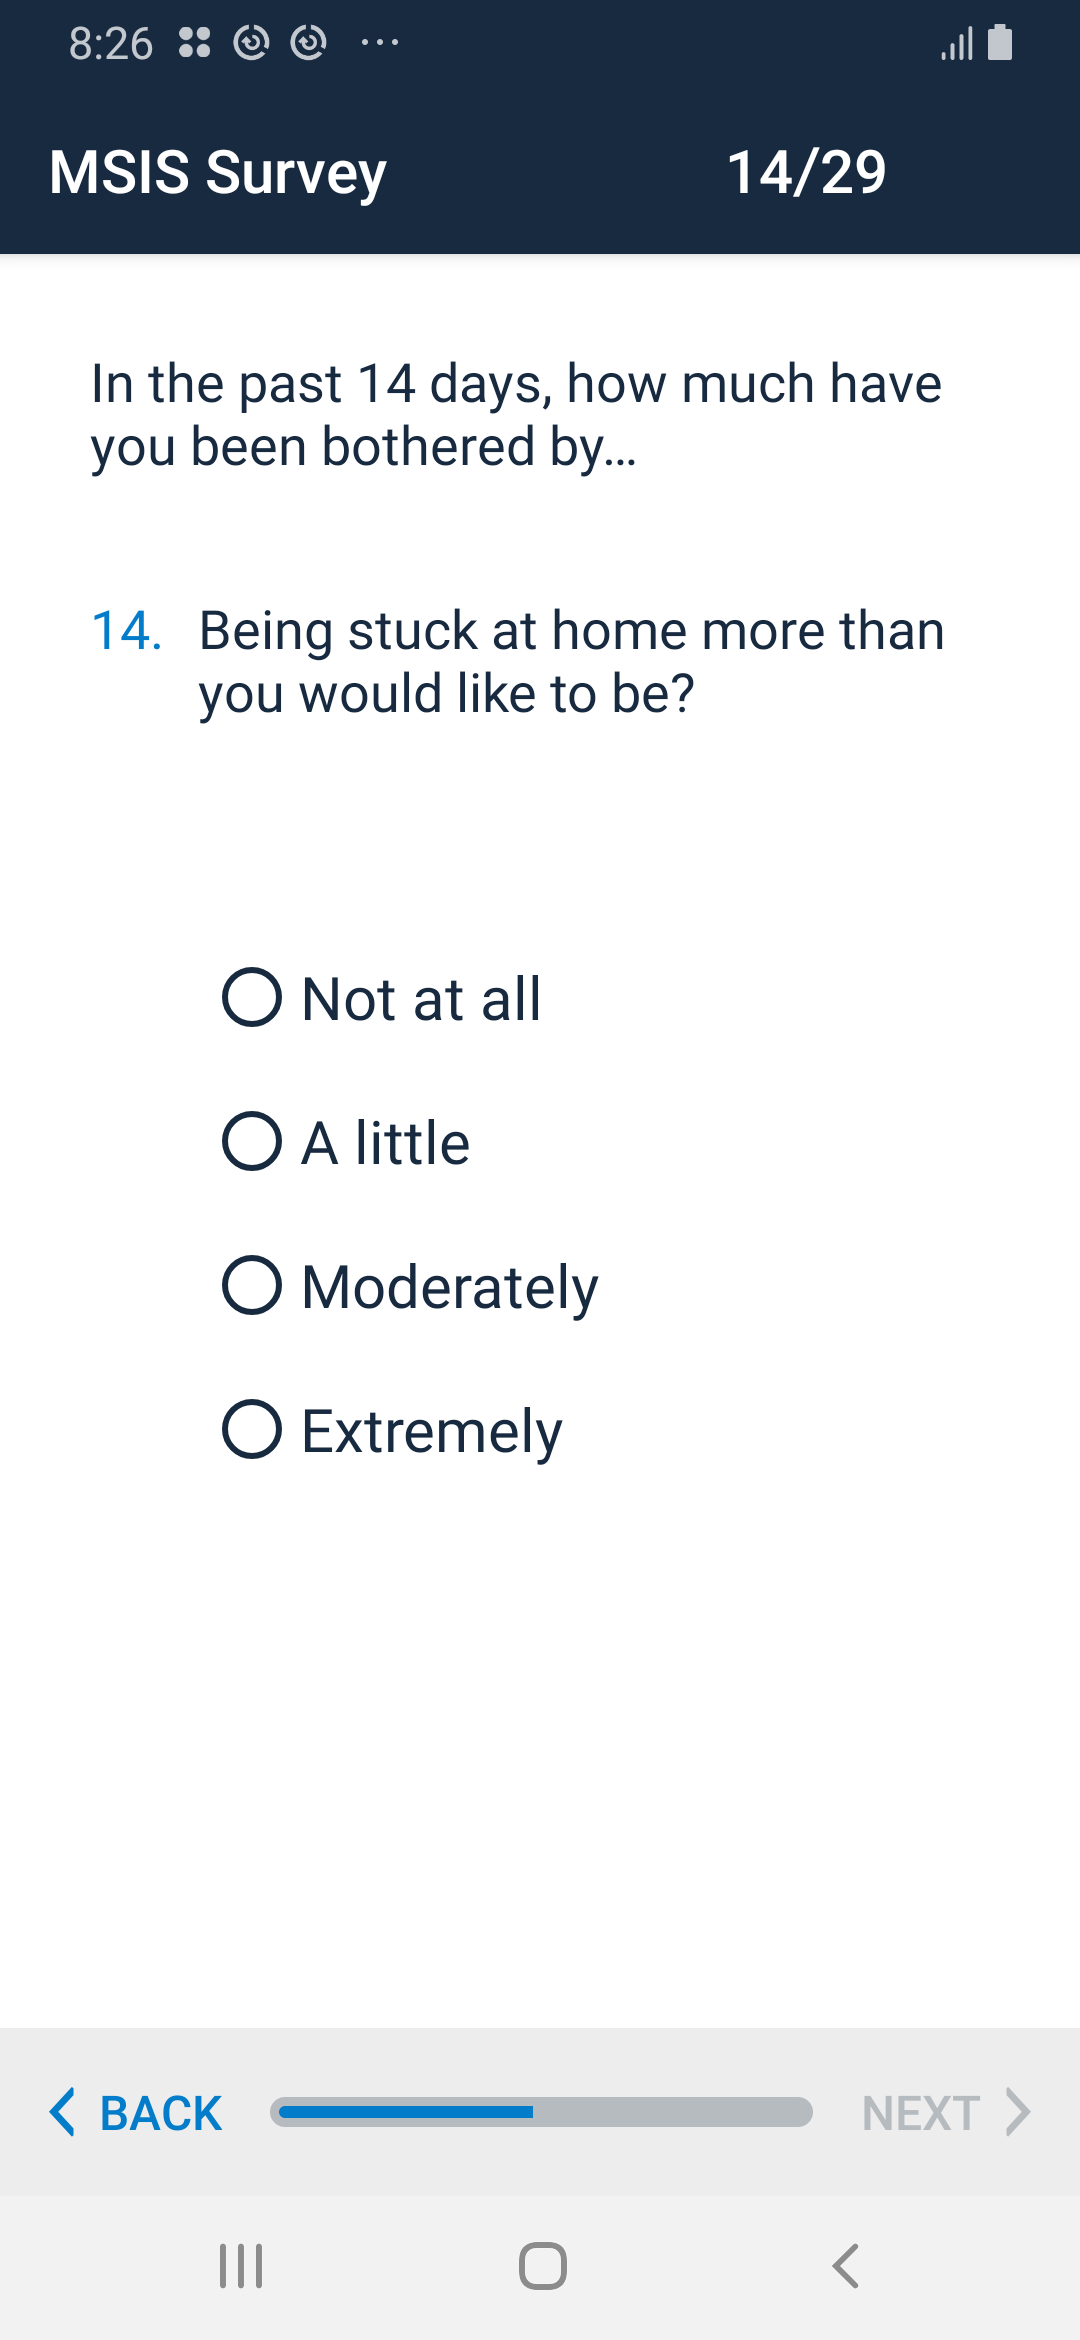 8:26
MSIS Survey 14/29
In the past 14 days, how much have
you been bothered by...
14. Being stuck at home more than
you would like to be?
Not at all
A little
Moderately
Extremely
BACK NEXT